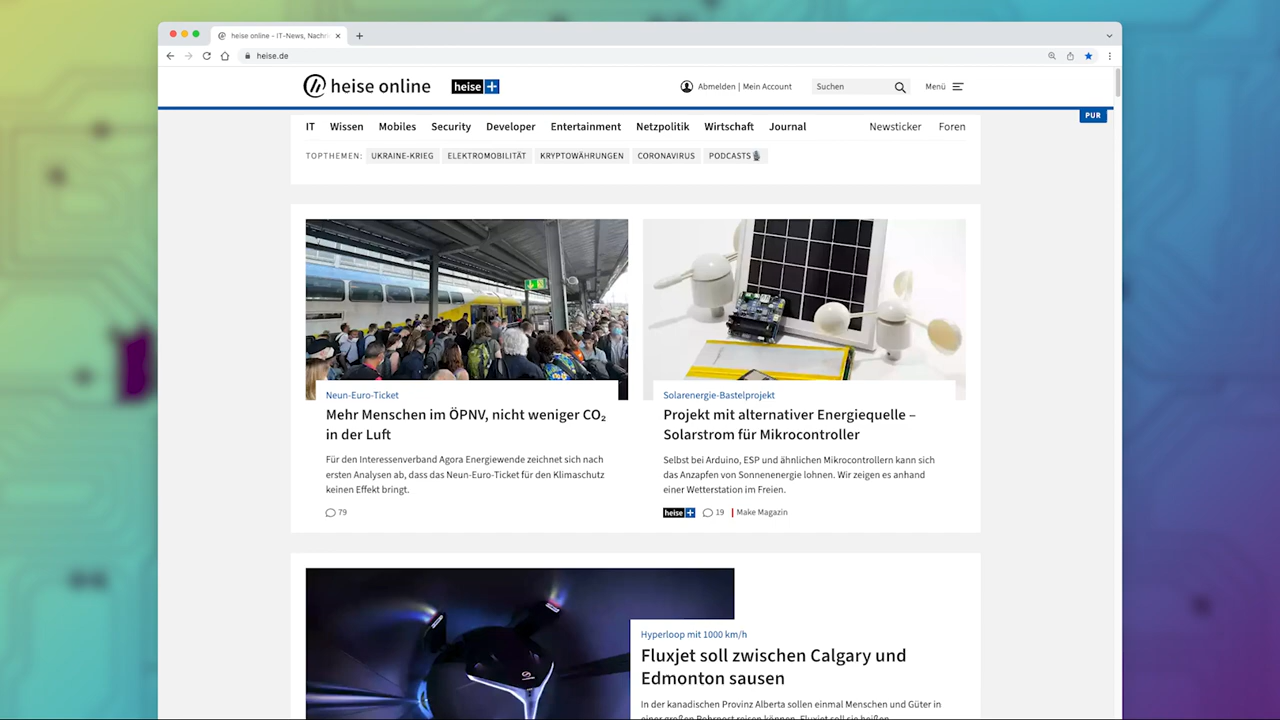 heise online - IT-News, Nachri
heise.de
heise online
heise+
Abmelden | Mein Account
Suchen
Menü
PUR
IT Wissen Mobiles Security Developer Entertainment Netzpolitik Wirtschaft Journal Newsticker Foren
TOPTHEMEN: UKRAINE-KRIEG ELEKTROMOBILITÄT KRYPTOWÄHRUNGEN CORONAVIRUS PODCASTS
Neun-Euro-Ticket
Mehr Menschen im ÖPNV, nicht weniger CO₂
in der Luft
Für den Interessenverband Agora Energiewende zeichnet sich nach
ersten Analysen ab, dass das Neun-Euro-Ticket für den Klimaschutz
keinen Effekt bringt.
79
Solarenergie-Bastelprojekt
Projekt mit alternativer Energiequelle –
Solarstrom für Mikrocontroller
Selbst bei Arduino, ESP und ähnlichen Mikrocontrollern kann sich
das Anzapfen von Sonnenenergie lohnen. Wir zeigen es anhand
einer Wetterstation im Freien.
heise+ 19 Make Magazin
Hyperloop mit 1000 km/h
Fluxjet soll zwischen Calgary und
Edmonton sausen
In der kanadischen Provinz Alberta sollen einmal Menschen und Güter in